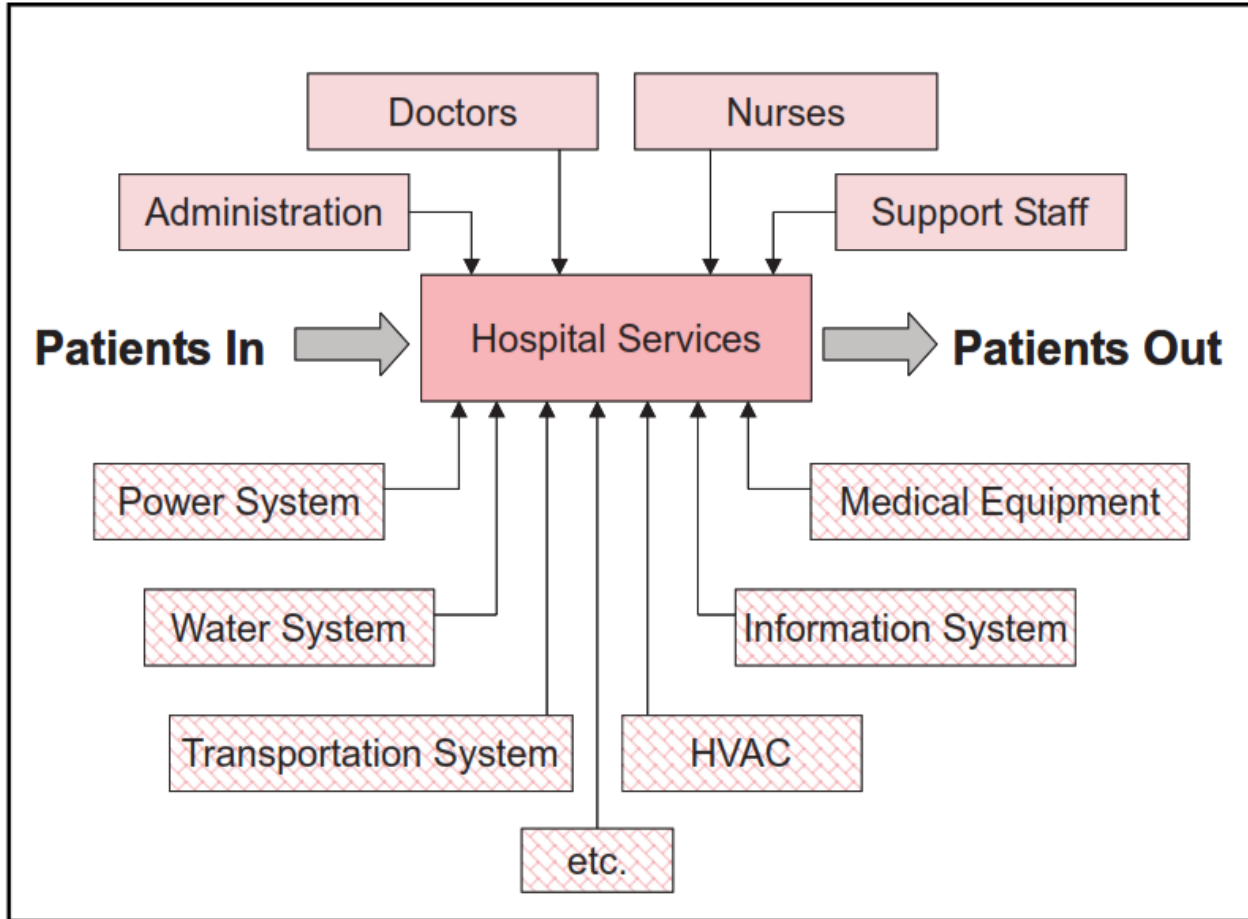 Doctors
Nurses
Administration
Support Staff
Patients In
Hospital Services
Patients Out
Power System
Medical Equipment
Water System
Information System
Transportation System
HVAC
etc.